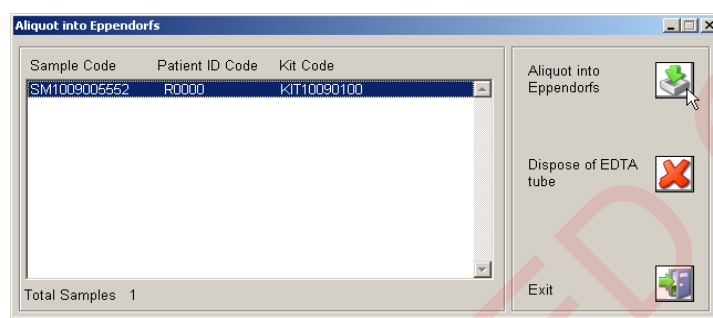 Aliquot into Eppendorfs
Sample Code Patient ID Code Kit Code
SM1009005552 R0000 KIT10090100
Total Samples 1
Aliquot into
Eppendorfs
Dispose of EDTA
tube
Exit